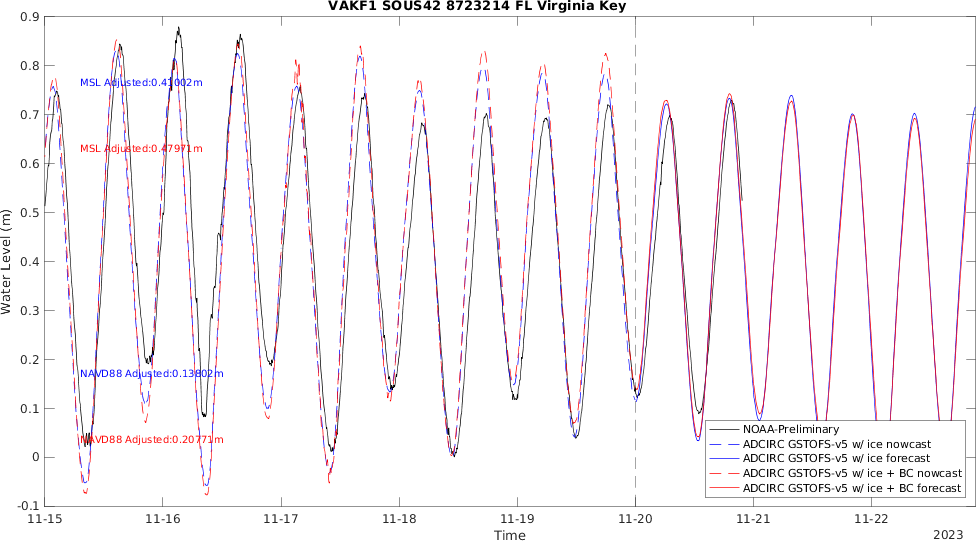 VAKF1 SOUS42 8723214 FL Virginia Key
0.9
0.8
0.7
0.6
0.5
0.4
0.3
0.2
0.1
0
-0.1
Water Level (m)
MSL Adjusted:0.41002m
MSL Adjusted:0.47971m
NAVD88 Adjusted:0.13802m
NAVD88 Adjusted:0.20771m
NOAA-Preliminary
ADCIRC GSTOFS-v5 w/ ice nowcast
ADCIRC GSTOFS-v5 w/ ice forecast
ADCIRC GSTOFS-v5 w/ ice + BC nowcast
ADCIRC GSTOFS-v5 w/ ice + BC forecast
11-15 11-16 11-17 11-18 11-19 11-20 11-21 11-22
Time
2023